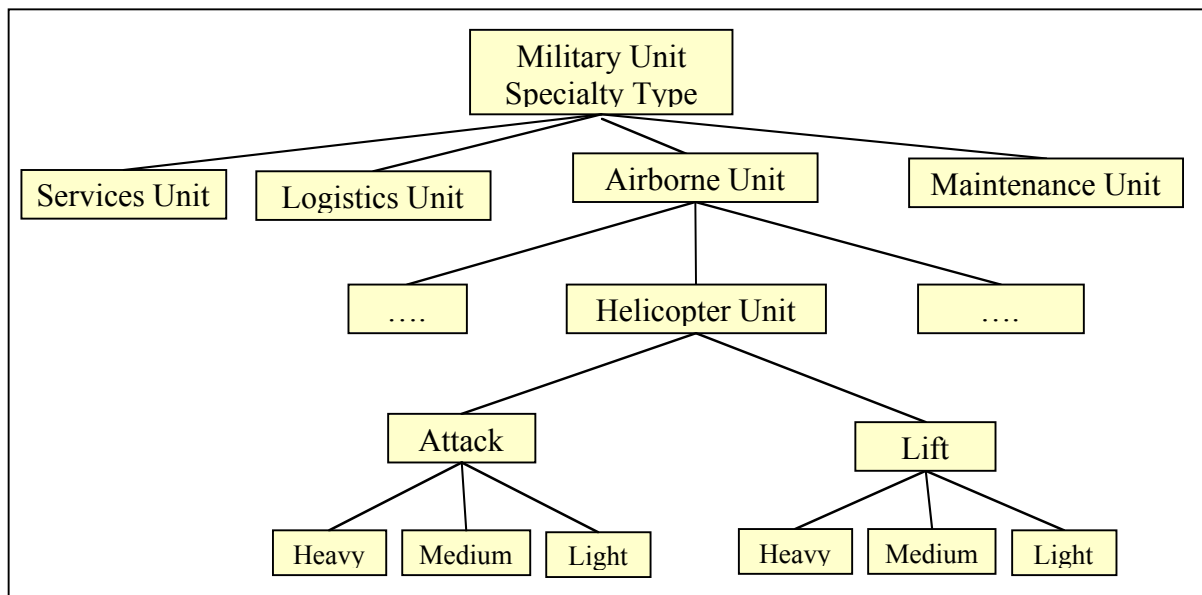 Military Unit
Specialty Type
Services Unit
Logistics Unit
Airborne Unit
Maintenance Unit
….
Helicopter Unit
….
Attack
Lift
Heavy
Medium
Light
Heavy
Medium
Light